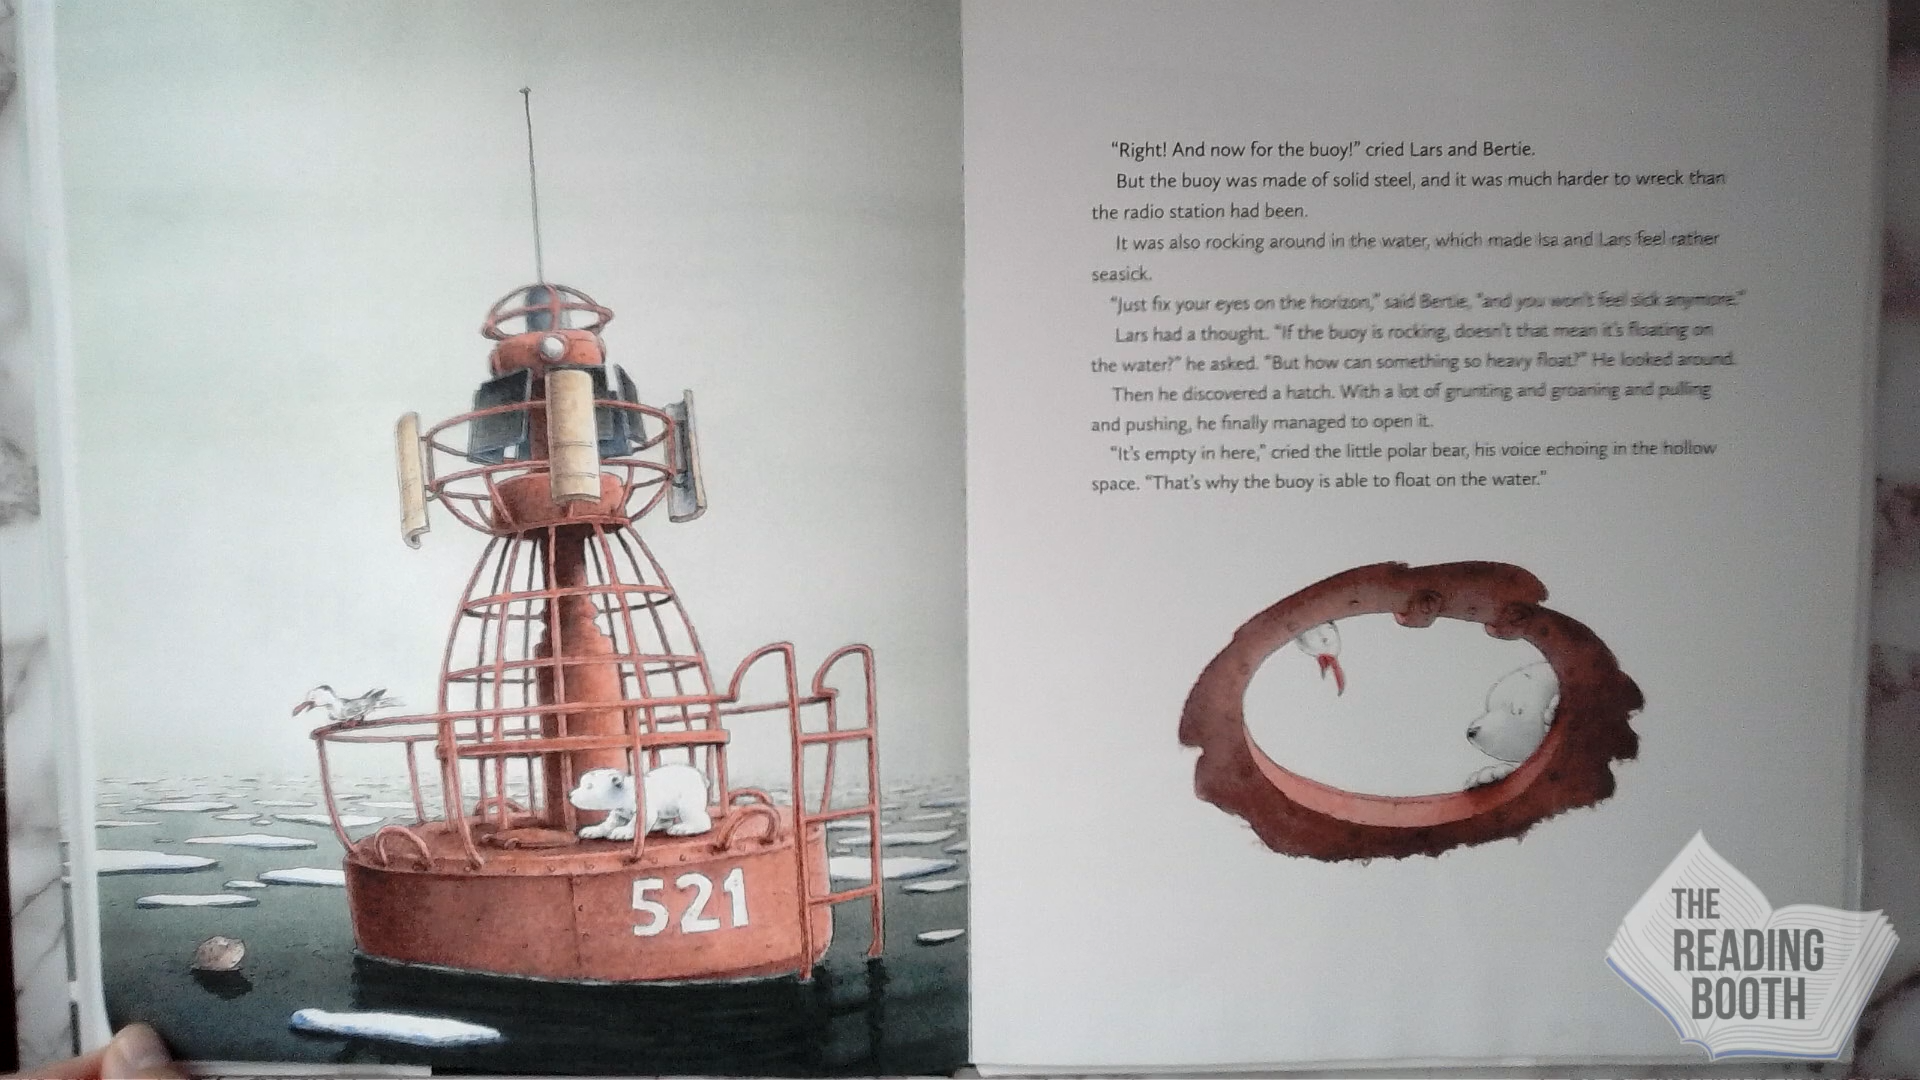 “Right! And now for the buoy!” cried Lars and Bertie.
But the buoy was made of solid steel, and it was much harder to wreck than
the radio station had been.
It was also rocking around in the water, which made Isa and Lars feel rather
seasick.
“Just fix your eyes on the horizon,” said Bertie, “and you won’t feel sick anymore.”
Lars had a thought. “If the buoy is rocking, doesn’t that mean it’s floating on
the water?” he asked. “But how can something so heavy float?” He looked around.
Then he discovered a hatch. With a lot of grunting and groaning and pulling
and pushing, he finally managed to open it.
“It’s empty in here,” cried the little polar bear, his voice echoing in the hollow
space. “That’s why the buoy is able to float on the water.”
521
THE
READING
BOOTH